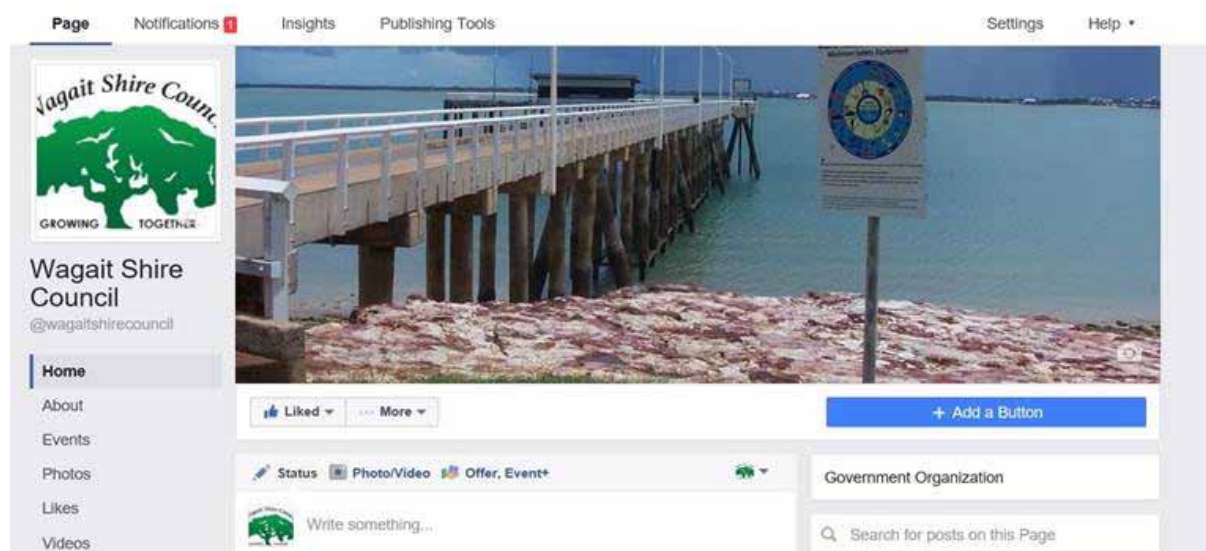 Page Notifications 1 Insights Publishing Tools Settings Help
Wagait Shire Council
GROWING TOGETHER
Wagait Shire
Council
@wagaitshirecouncil
Home
About
Events
Photos
Likes
Videos
Liked More
+ Add a Button
Status Photo/Video Offer, Event+
Write something...
Government Organization
Search for posts on this Page